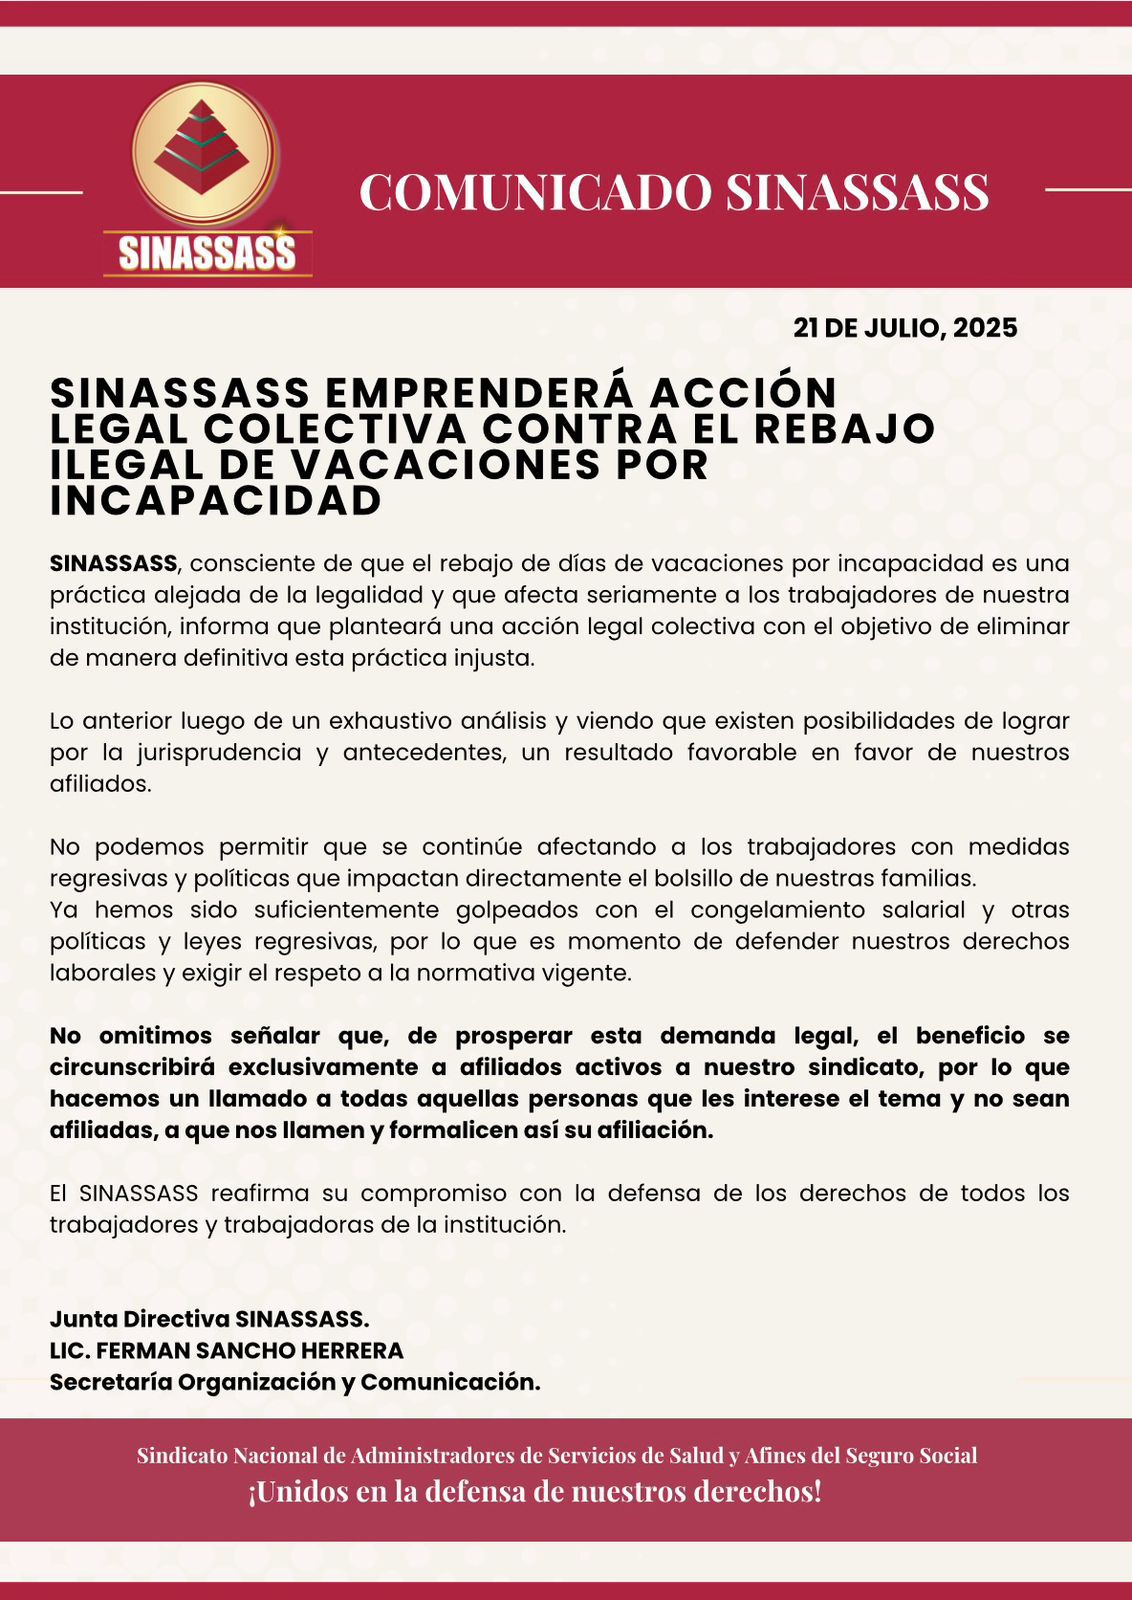 SINASSASS
COMUNICADO SINASSASS
21 DE JULIO, 2025
SINASSASS EMPRENDERÁ ACCIÓN
LEGAL COLECTIVA CONTRA EL REBAJO
ILEGAL DE VACACIONES POR
INCAPACIDAD
SINASSASS, consciente de que el rebajo de días de vacaciones por incapacidad es una
práctica alejada de la legalidad y que afecta seriamente a los trabajadores de nuestra
institución, informa que planteará una acción legal colectiva con el objetivo de eliminar
de manera definitiva esta práctica injusta.
Lo anterior luego de un exhaustivo análisis y viendo que existen posibilidades de lograr
por la jurisprudencia y antecedentes, un resultado favorable en favor de nuestros
afiliados.
No podemos permitir que se continúe afectando a los trabajadores con medidas
regresivas y políticas que impactan directamente el bolsillo de nuestras familias.
Ya hemos sido suficientemente golpeados con el congelamiento salarial y otras
políticas y leyes regresivas, por lo que es momento de defender nuestros derechos
laborales y exigir el respeto a la normativa vigente.
No omitimos señalar que, de prosperar esta demanda legal, el beneficio se
circunscribirá exclusivamente a afiliados activos a nuestro sindicato, por lo que
hacemos un llamado a todas aquellas personas que les interese el tema y no sean
afiliadas, a que nos llamen y formalicen así su afiliación.
El SINASSASS reafirma su compromiso con la defensa de los derechos de todos los
trabajadores y trabajadoras de la institución.
Junta Directiva SINASSASS.
LIC. FERMAN SANCHO HERRERA
Secretaría Organización y Comunicación.
Sindicato Nacional de Administradores de Servicios de Salud y Afines del Seguro Social
¡Unidos en la defensa de nuestros derechos!